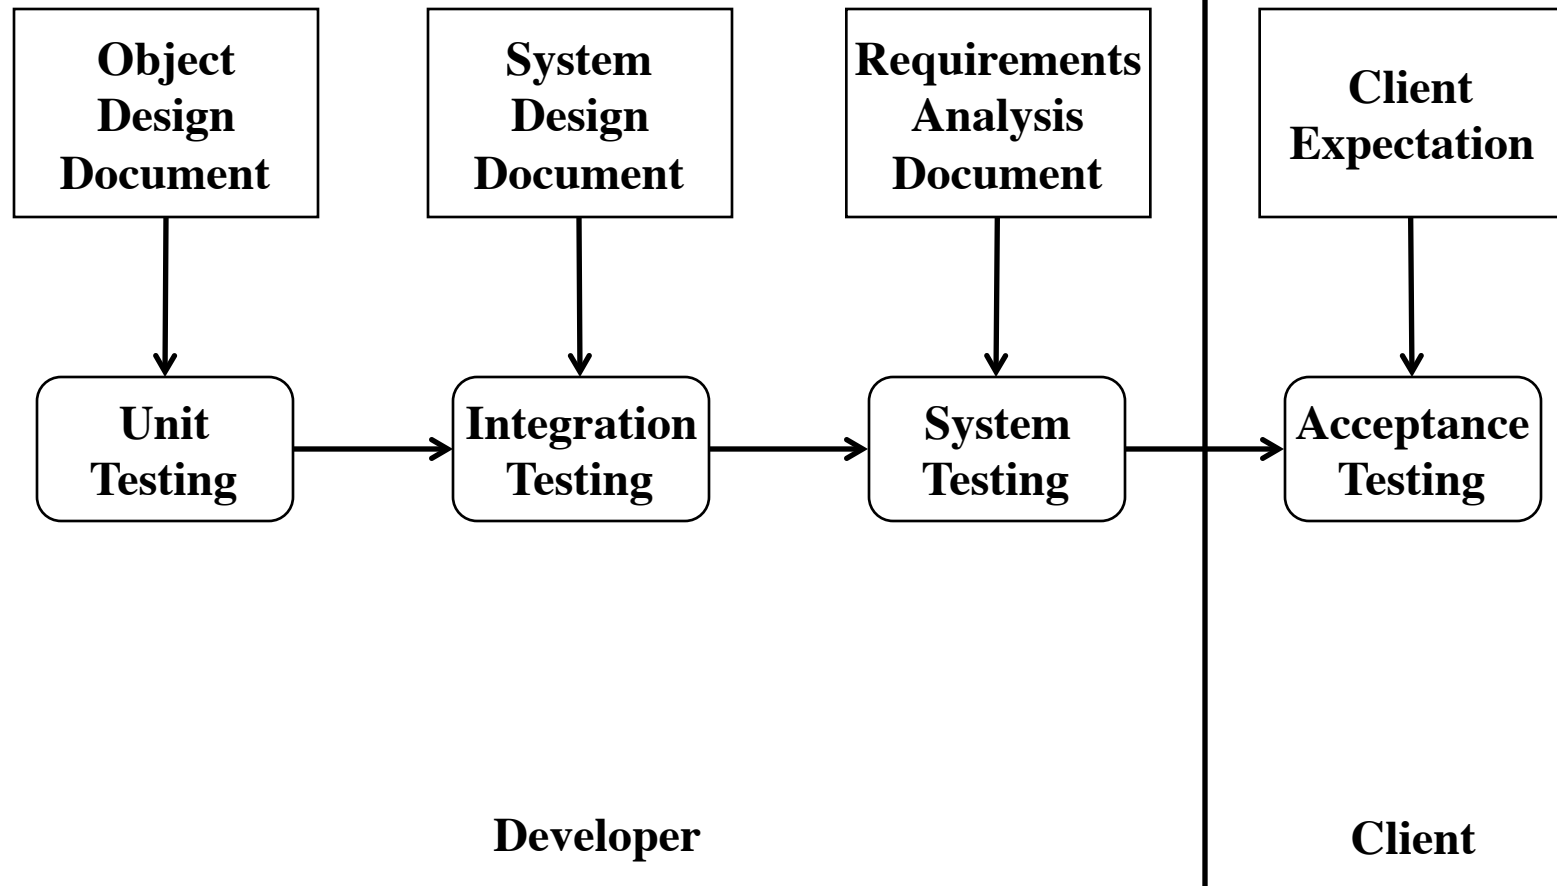 Object
Design
Document
System
Design
Document
Requirements
Analysis
Document
Client
Expectation
Unit
Testing
Integration
Testing
System
Testing
Acceptance
Testing
Developer
Client